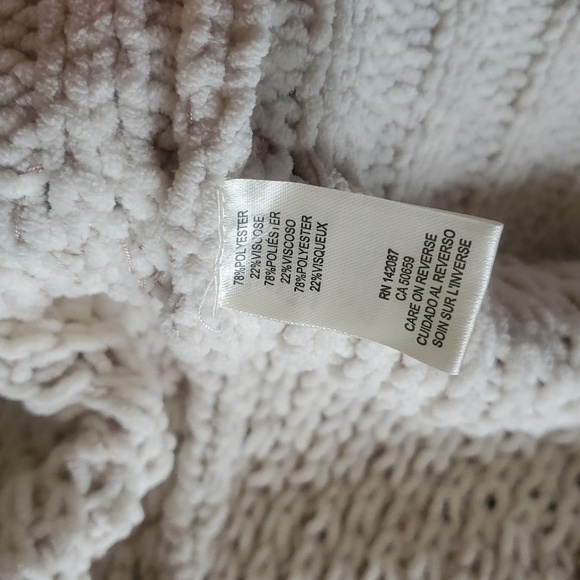 78%POLYESTER
22%VISCOSE
78%POLIÉSTER
22%VISCOSO
78%POLYESTER
22%VISQUEUX
RN 142087
CA 50659
CARE ON REVERSE
CUIDADO AL REVERSO
SOIN SUR L'INVERSE